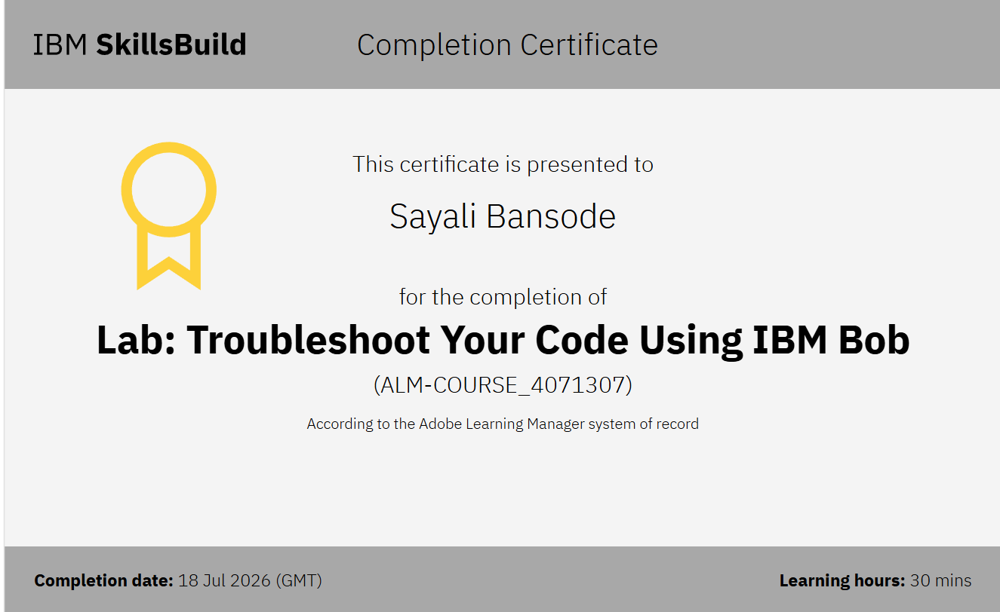 IBM SkillsBuild
Completion Certificate
This certificate is presented to
Sayali Bansode
for the completion of
Lab: Troubleshoot Your Code Using IBM Bob
(ALM-COURSE_4071307)
According to the Adobe Learning Manager system of record
Completion date: 18 Jul 2026 (GMT)
Learning hours: 30 mins